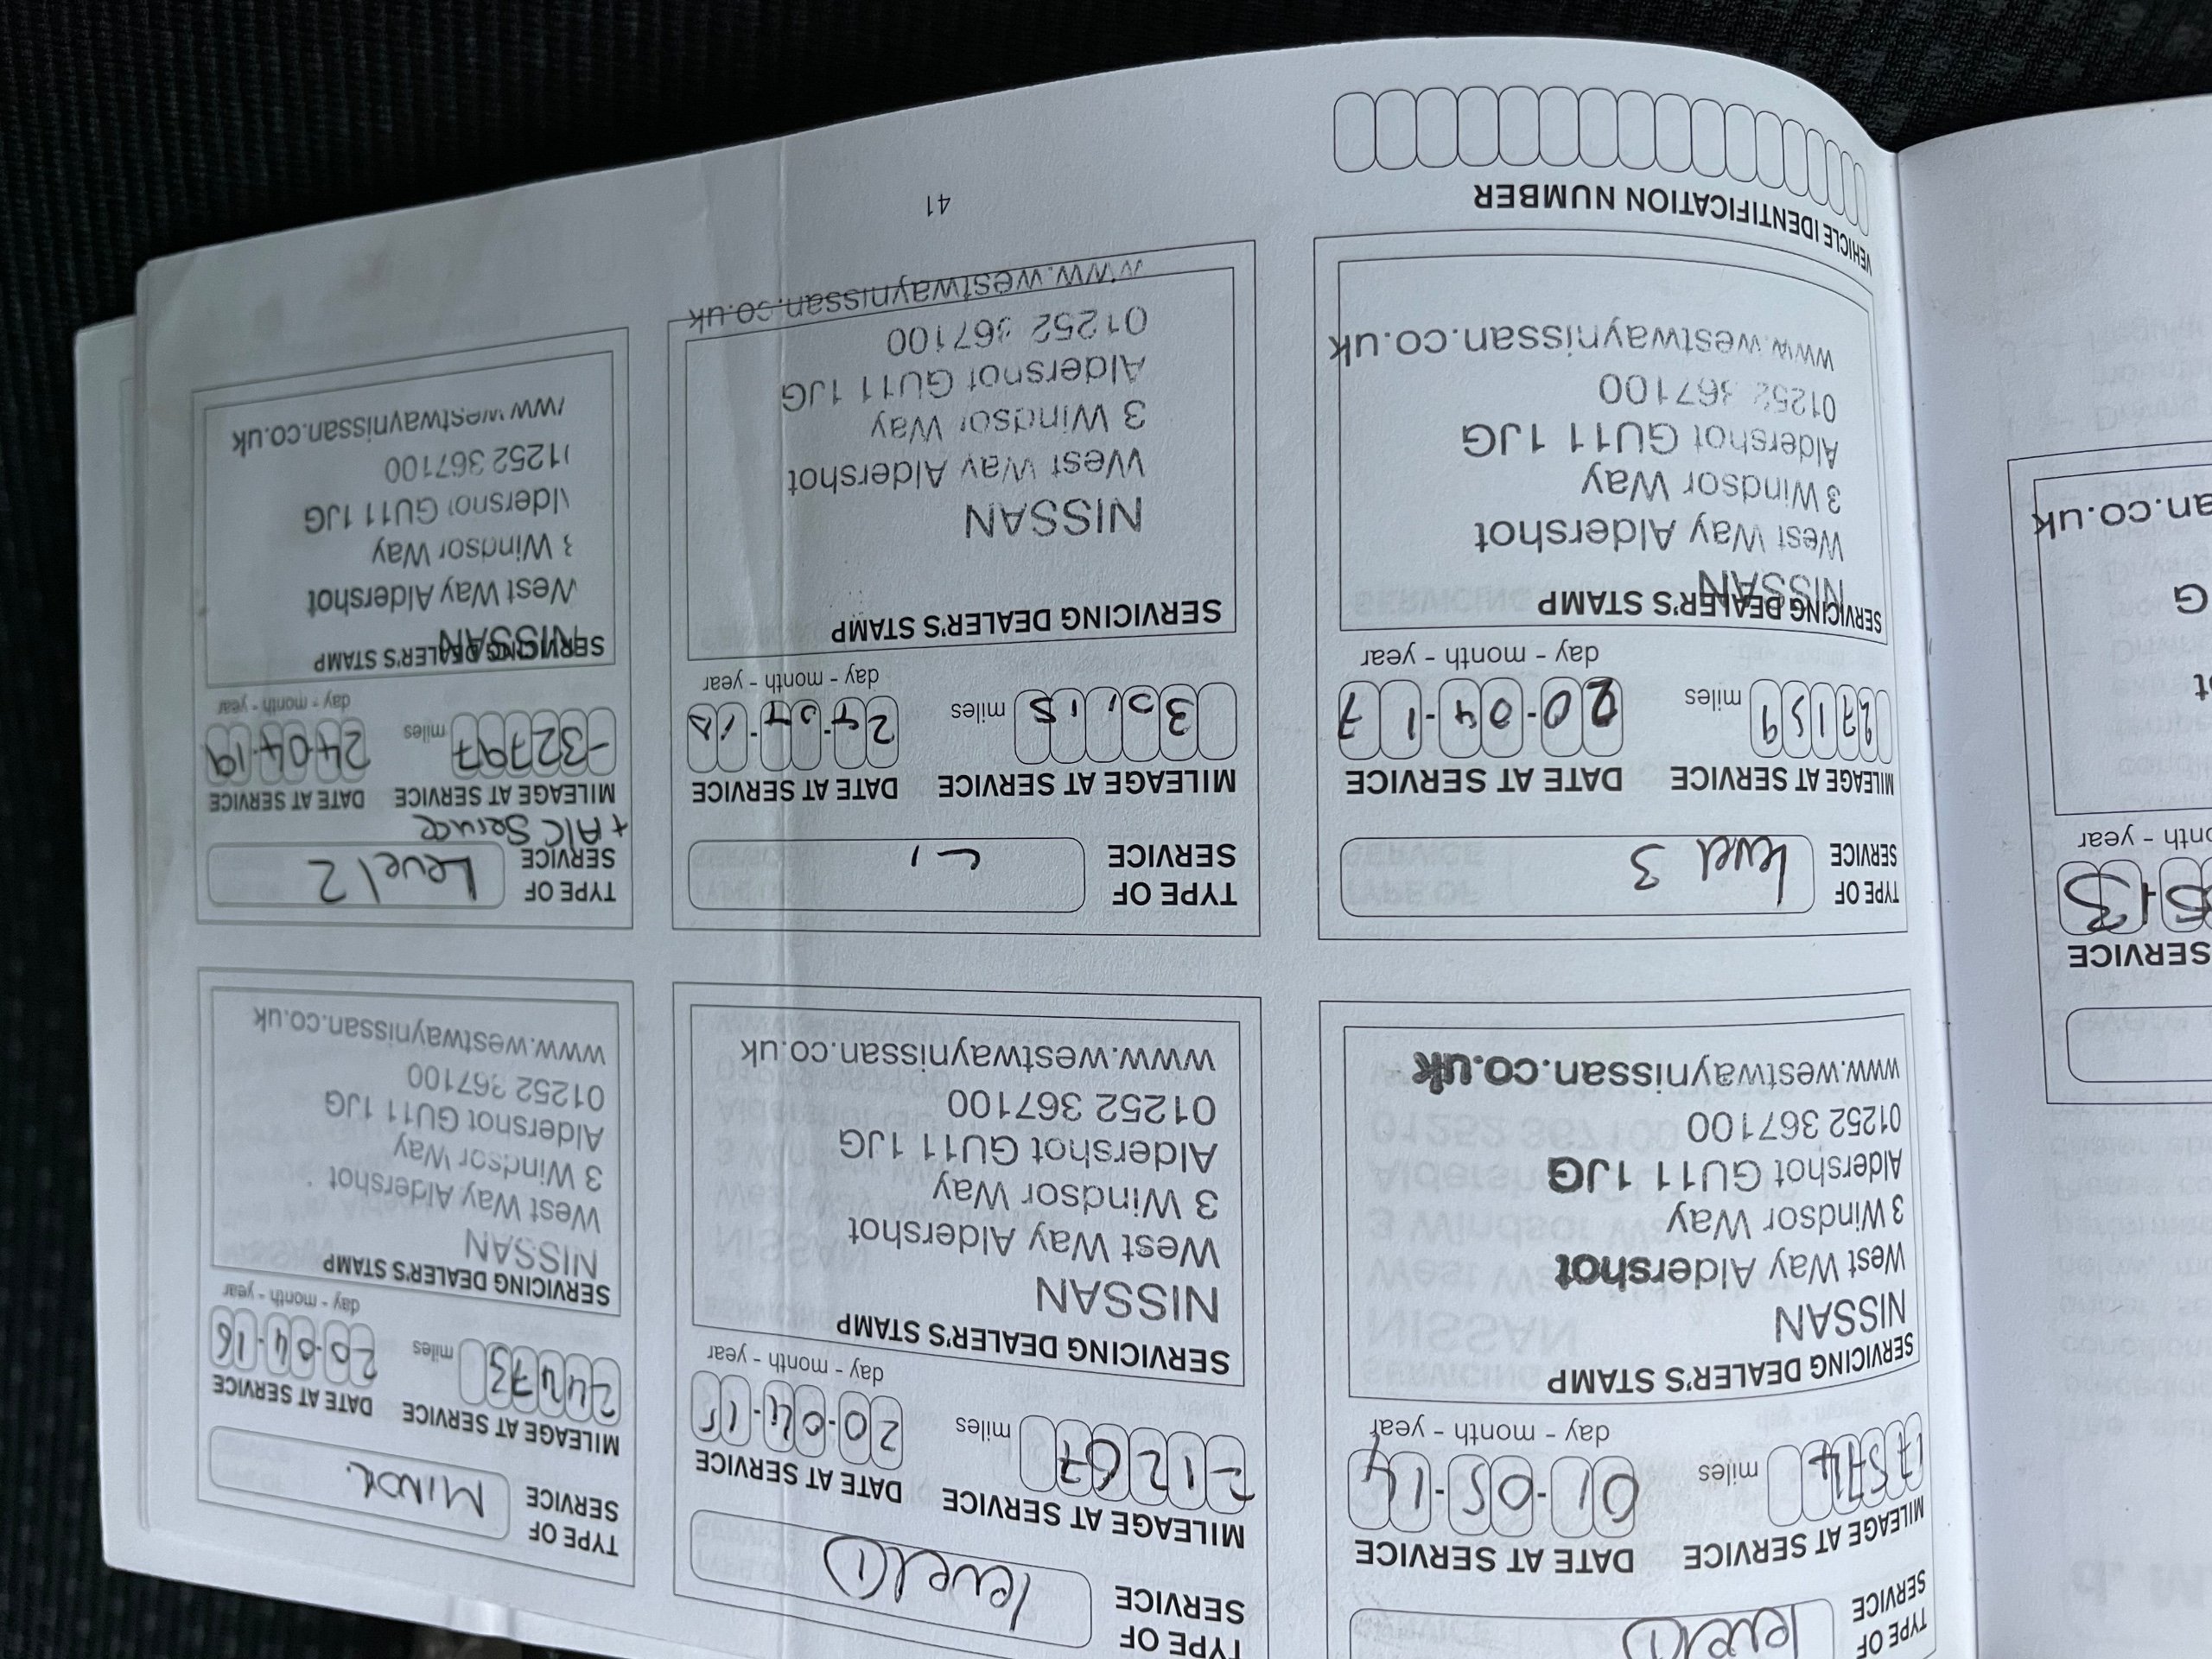 SERVICE
nth - year
G
an.co.uk
TYPE OF
SERVICE
level 1
MILEAGE AT SERVICE
DATE AT SERVICE
17574 miles
01-05-14
day - month - year
SERVICING DEALER'S STAMP
NISSAN
West Way Aldershot
3 Windsor Way
Aldershot GU11 1JG
01252 367100
www.westwaynissan.co.uk
TYPE OF
SERVICE
level 1
MILEAGE AT SERVICE
DATE AT SERVICE
miles
20-04-15
day - month - year
SERVICING DEALER'S STAMP
NISSAN
West Way Aldershot
3 Windsor Way
Aldershot GU11 1JG
01252 367100
www.westwaynissan.co.uk
TYPE OF
SERVICE
MINOR.
MILEAGE AT SERVICE
DATE AT SERVICE
24473 miles
20-04-16
day - month - year
SERVICING DEALER'S STAMP
NISSAN
West Way Aldershot
3 Windsor Way
Aldershot GU11 1JG
01252 367100
www.westwaynissan.co.uk
TYPE OF
SERVICE
level 3
MILEAGE AT SERVICE
DATE AT SERVICE
27159 miles
20-04-17
day - month - year
SERVICING DEALER'S STAMP
NISSAN
West Way Aldershot
3 Windsor Way
Aldershot GU11 1JG
01252 367100
www.westwaynissan.co.uk
TYPE OF
SERVICE
MILEAGE AT SERVICE
DATE AT SERVICE
miles
24-04-18
day - month - year
SERVICING DEALER'S STAMP
NISSAN
West Way Aldershot
3 Windsor Way
Aldershot GU11 1JG
01252 367100
www.westwaynissan.co.uk
TYPE OF
SERVICE
Level 2
+ A/C Service
MILEAGE AT SERVICE
DATE AT SERVICE
-32797 miles
24-04-19
day - month - year
SERVICING DEALER'S STAMP
NISSAN
West Way Aldershot
3 Windsor Way
ldershot GU11 1JG
1252 367100
ww westwaynissan.co.uk
VEHICLE IDENTIFICATION NUMBER
41